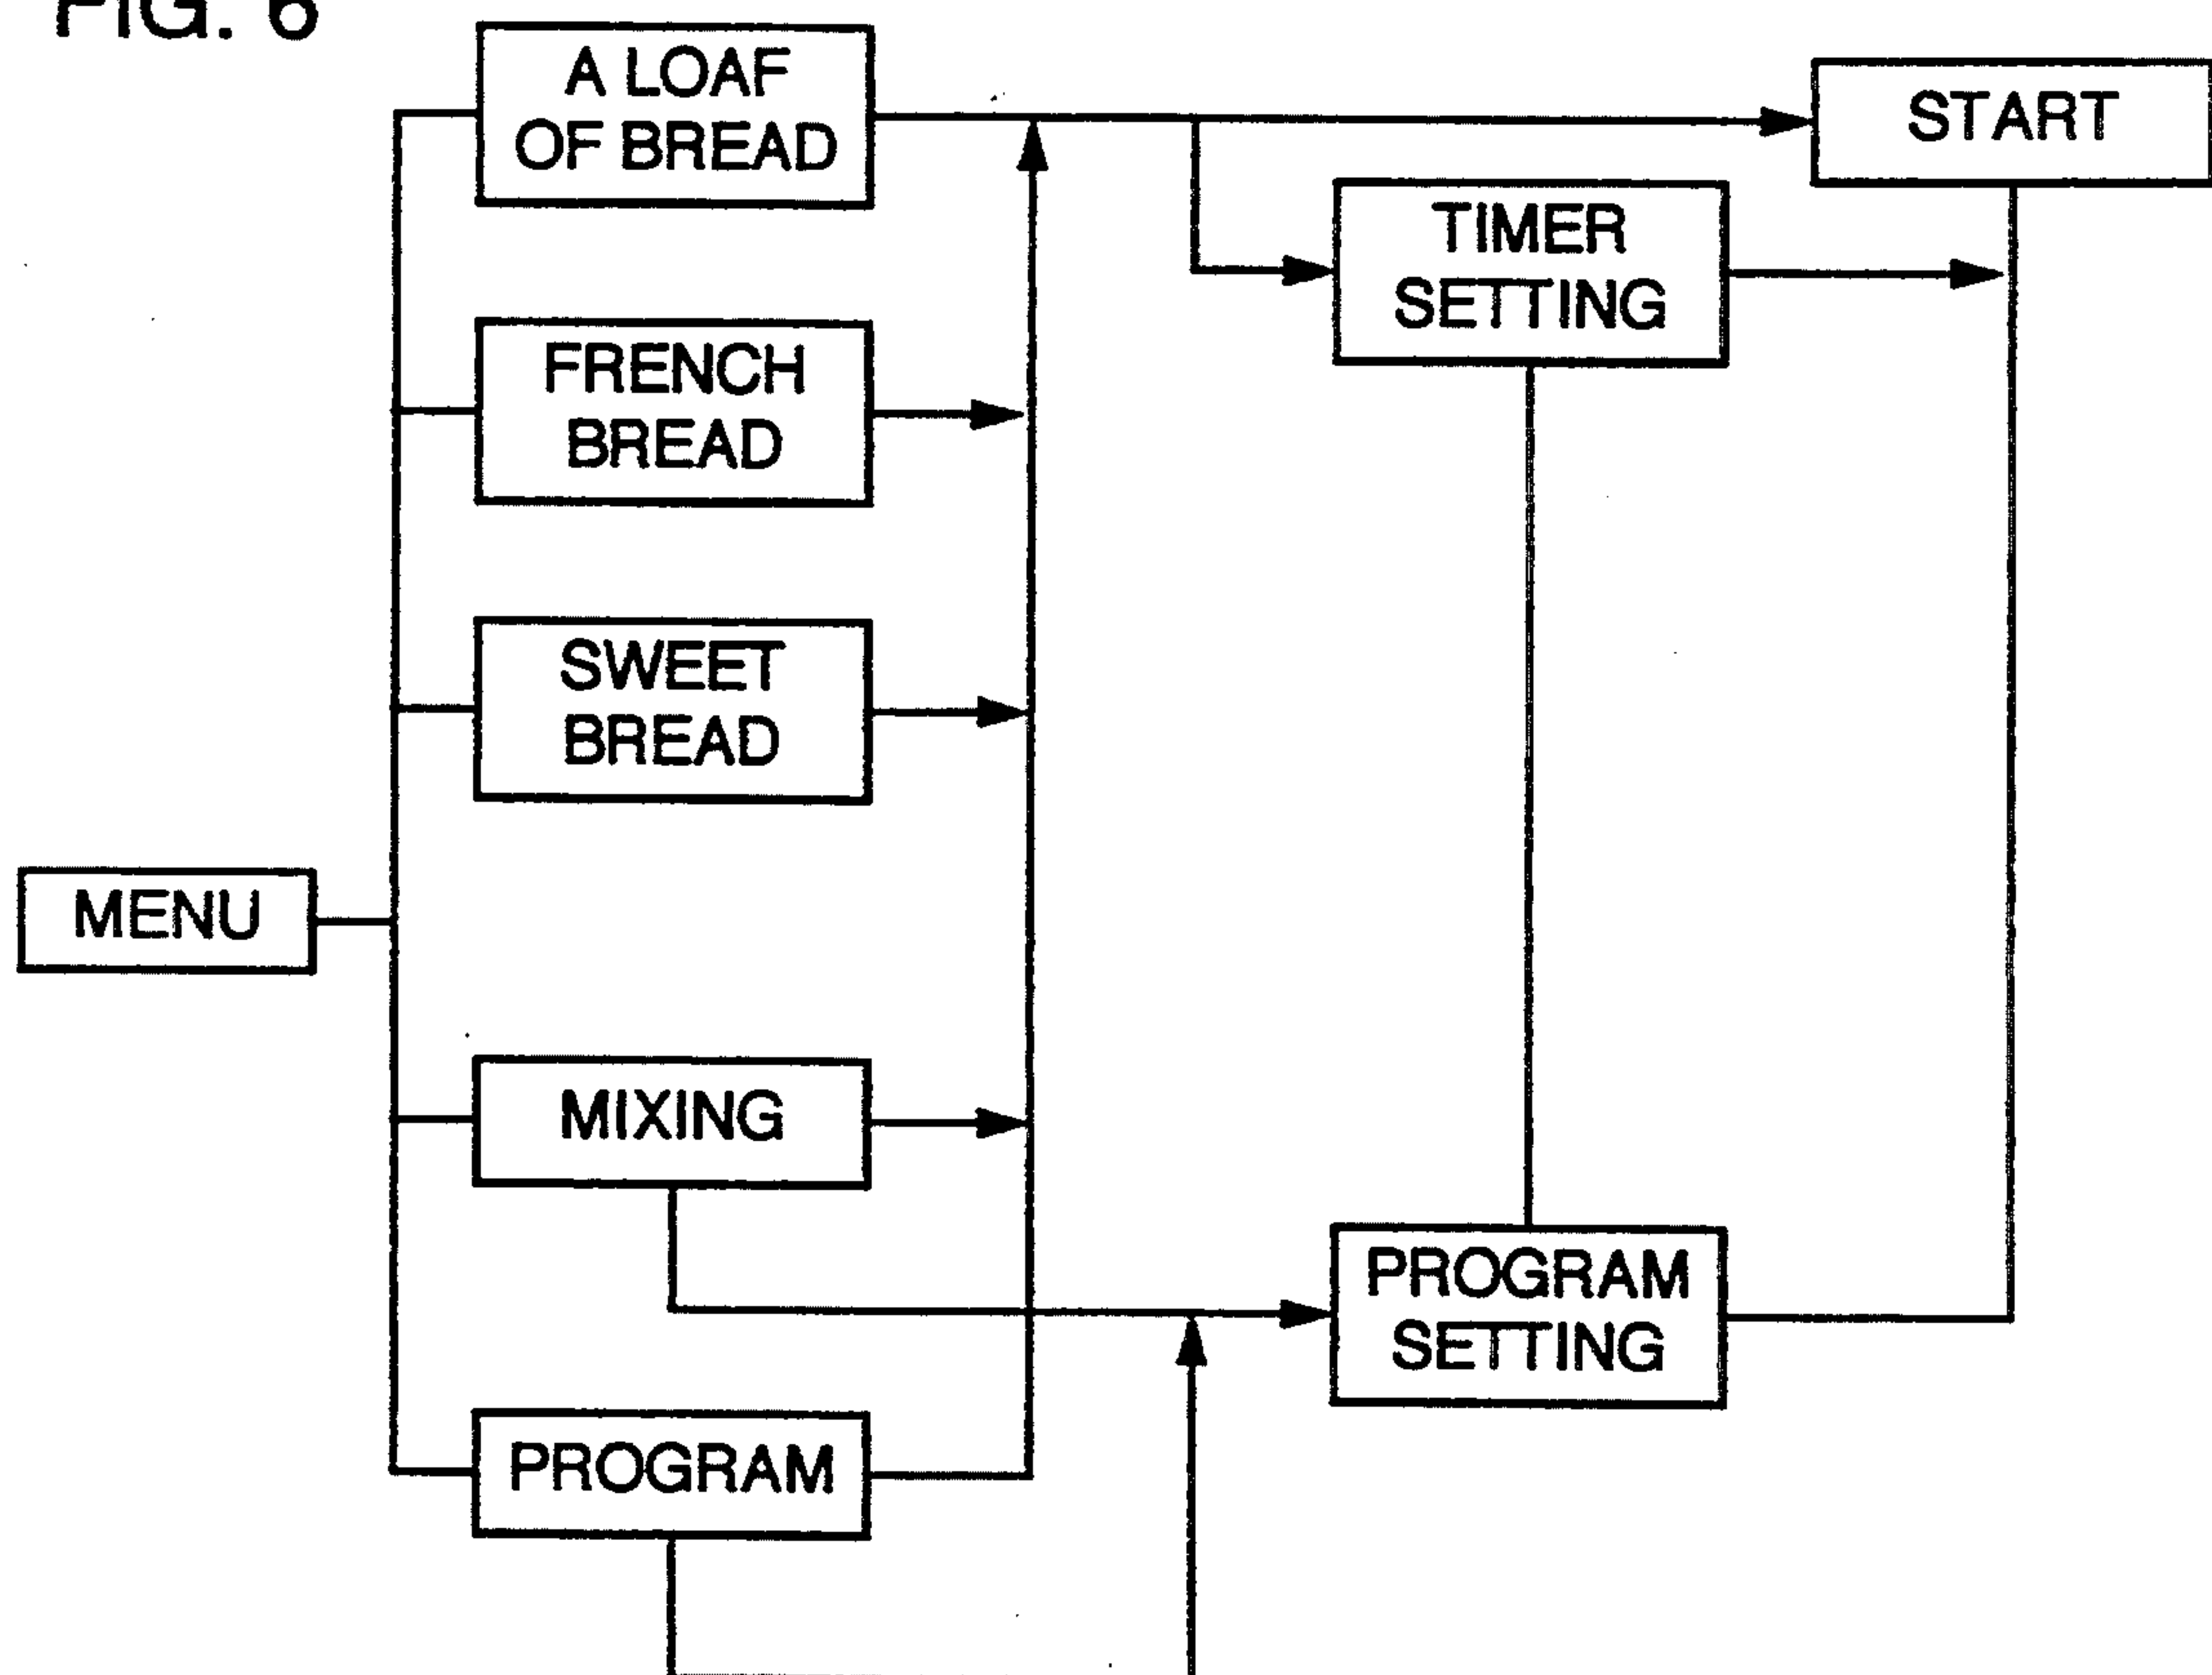 FIG. 6
A LOAF
OF BREAD
START
TIMER
SETTING
FRENCH
BREAD
SWEET
BREAD
MENU
MIXING
PROGRAM
SETTING
PROGRAM